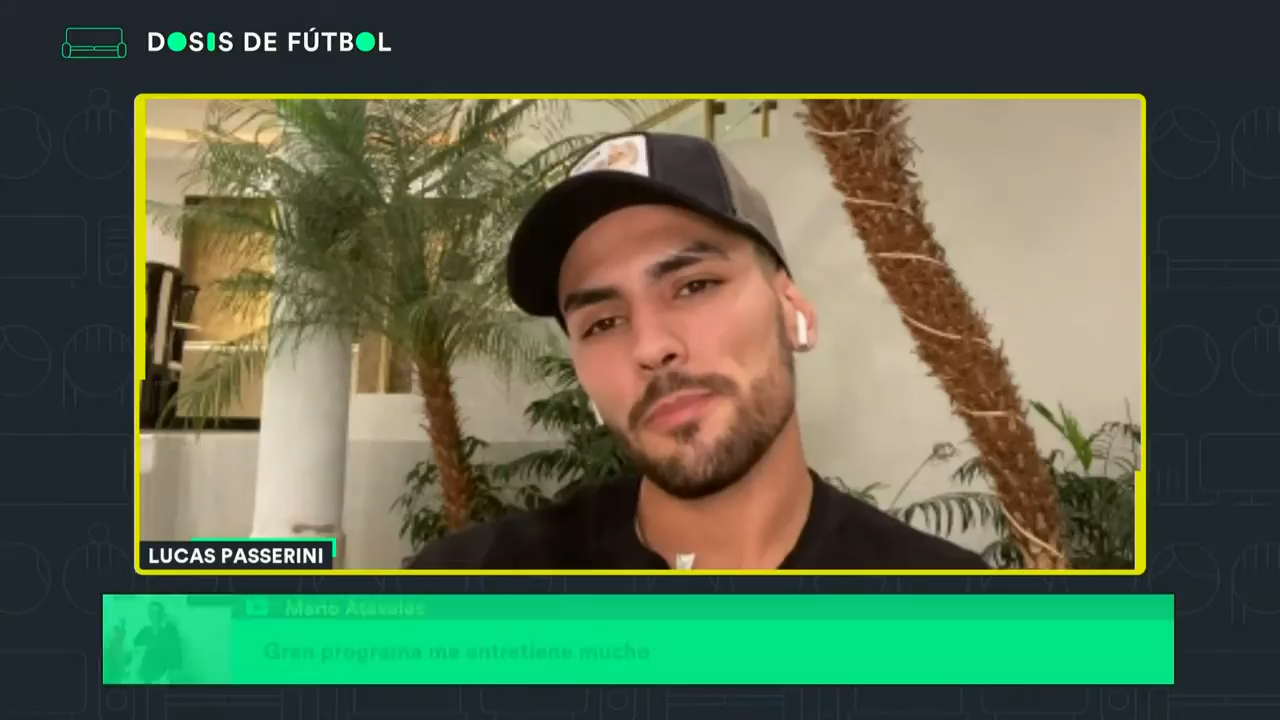 DOSIS DE FÚTBOL
LUCAS PASSERINI
Mario Atavales
Gran programa me entretiene mucho